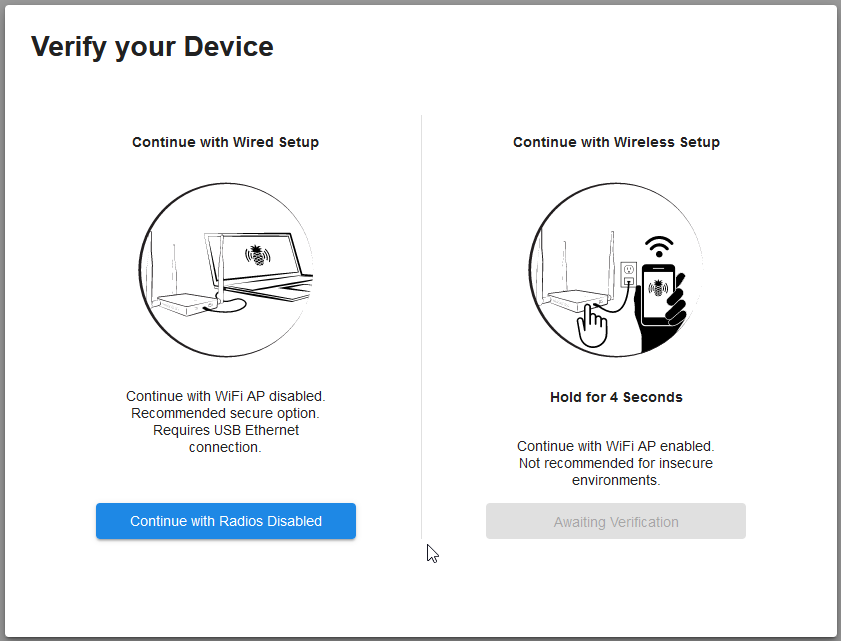 Verify your Device
Continue with Wired Setup
Continue with WiFi AP disabled.
Recommended secure option.
Requires USB Ethernet
connection.
Continue with Radios Disabled
Continue with Wireless Setup
Hold for 4 Seconds
Continue with WiFi AP enabled.
Not recommended for insecure
environments.
Awaiting Verification